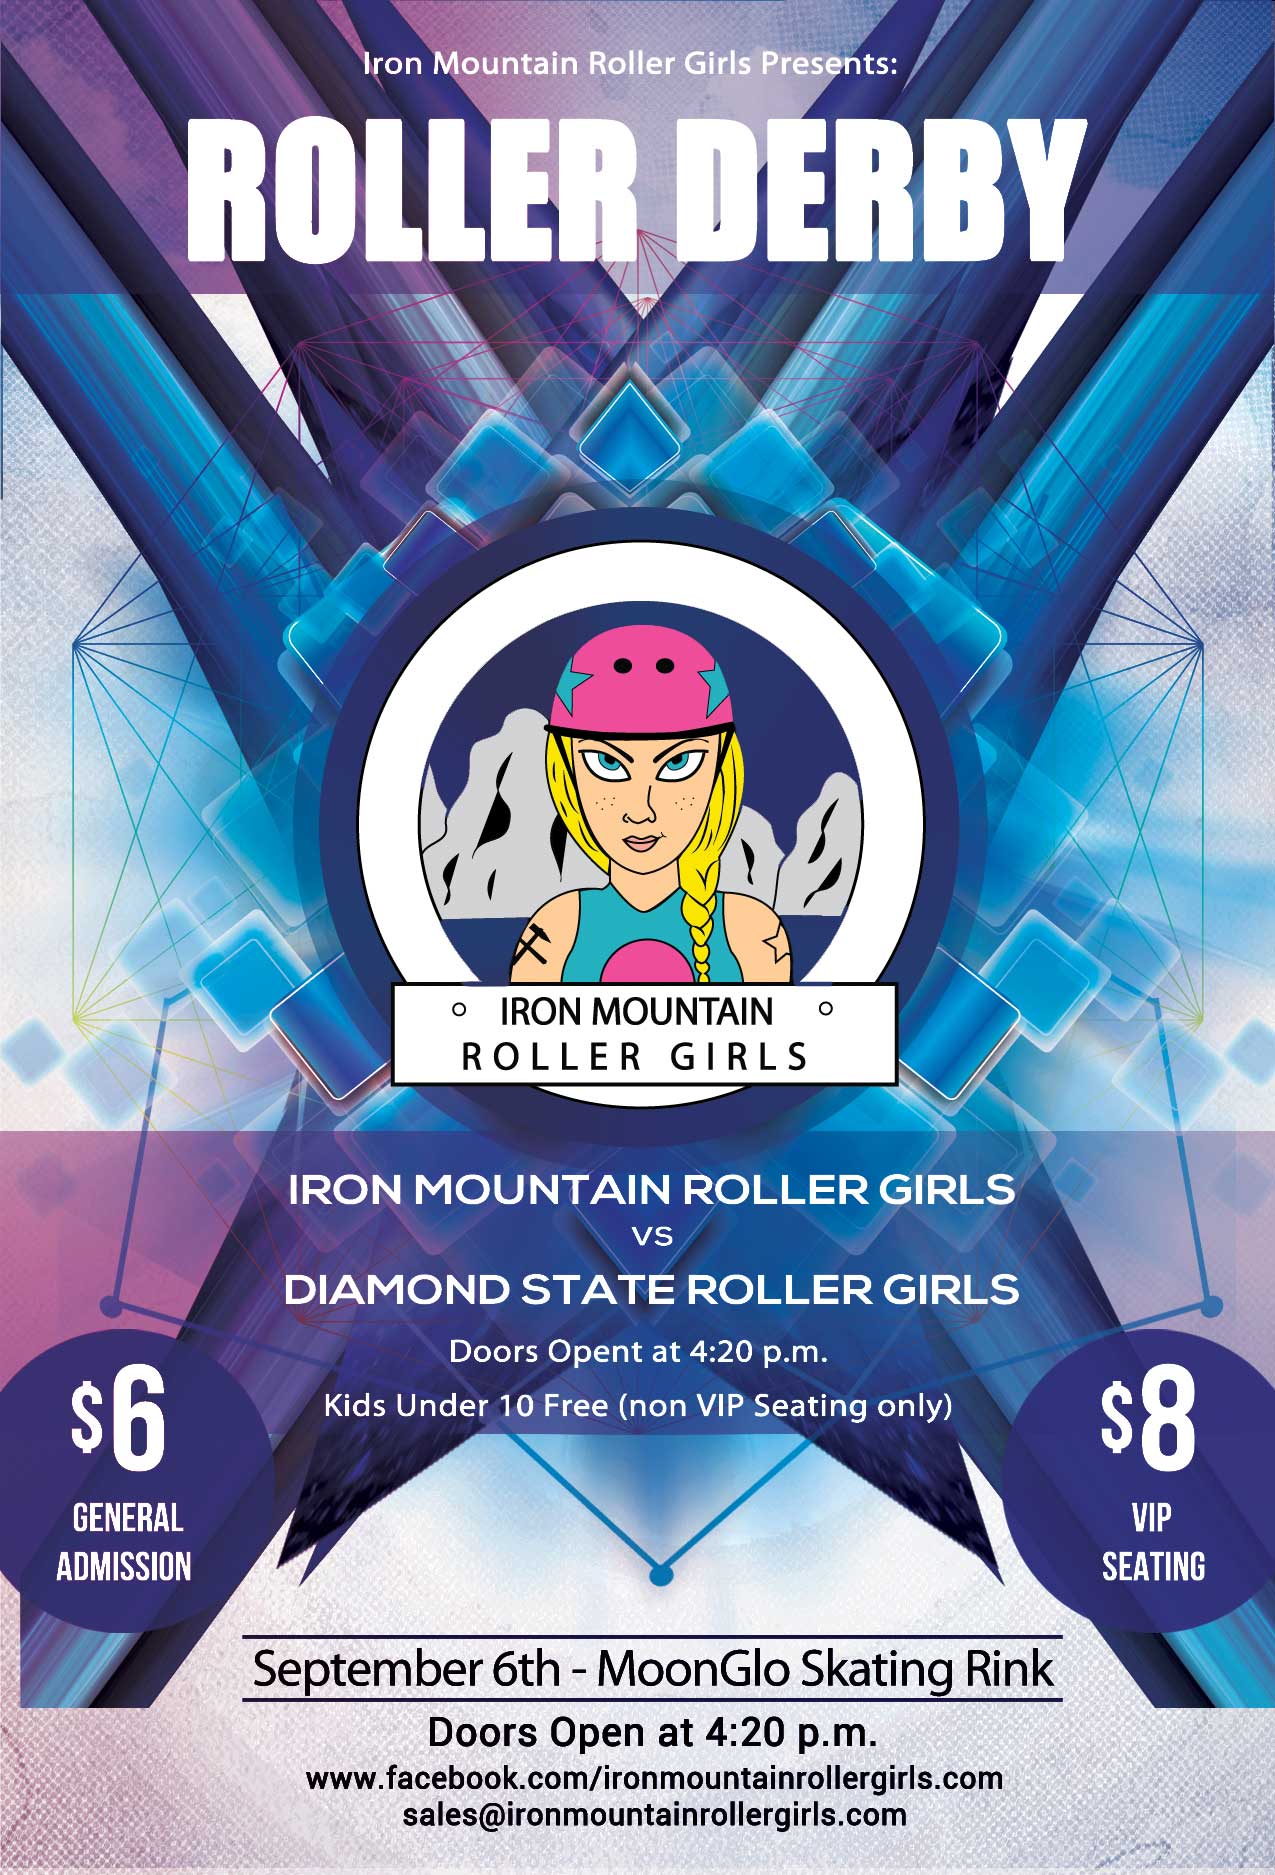 Iron Mountain Roller Girls Presents:
ROLLER DERBY
IRON MOUNTAIN
ROLLER GIRLS
IRON MOUNTAIN ROLLER GIRLS
VS
DIAMOND STATE ROLLER GIRLS
Doors Opent at 4:20 p.m.
Kids Under 10 Free (non VIP Seating only)
$6
GENERAL
ADMISSION
$8
VIP
SEATING
September 6th - MoonGlo Skating Rink
Doors Open at 4:20 p.m.
www.facebook.com/ironmountainrollergirls.com
sales@ironmountainrollergirls.com